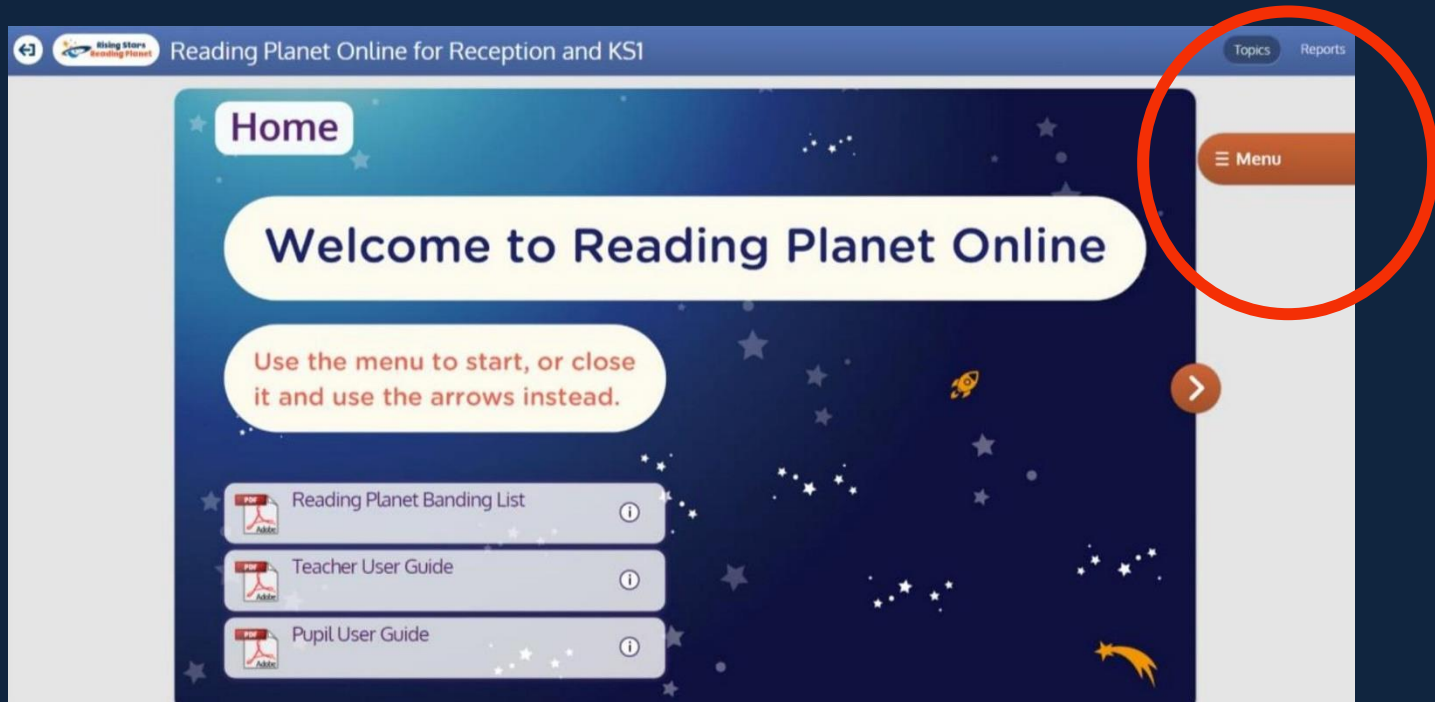 Rising Stars
Reading Planet
Reading Planet Online for Reception and KS1
Topics
Reports
Home
☰ Menu
Welcome to Reading Planet Online
Use the menu to start, or close
it and use the arrows instead.
PDF
Adobe
Reading Planet Banding List
i
PDF
Adobe
Teacher User Guide
i
PDF
Adobe
Pupil User Guide
i